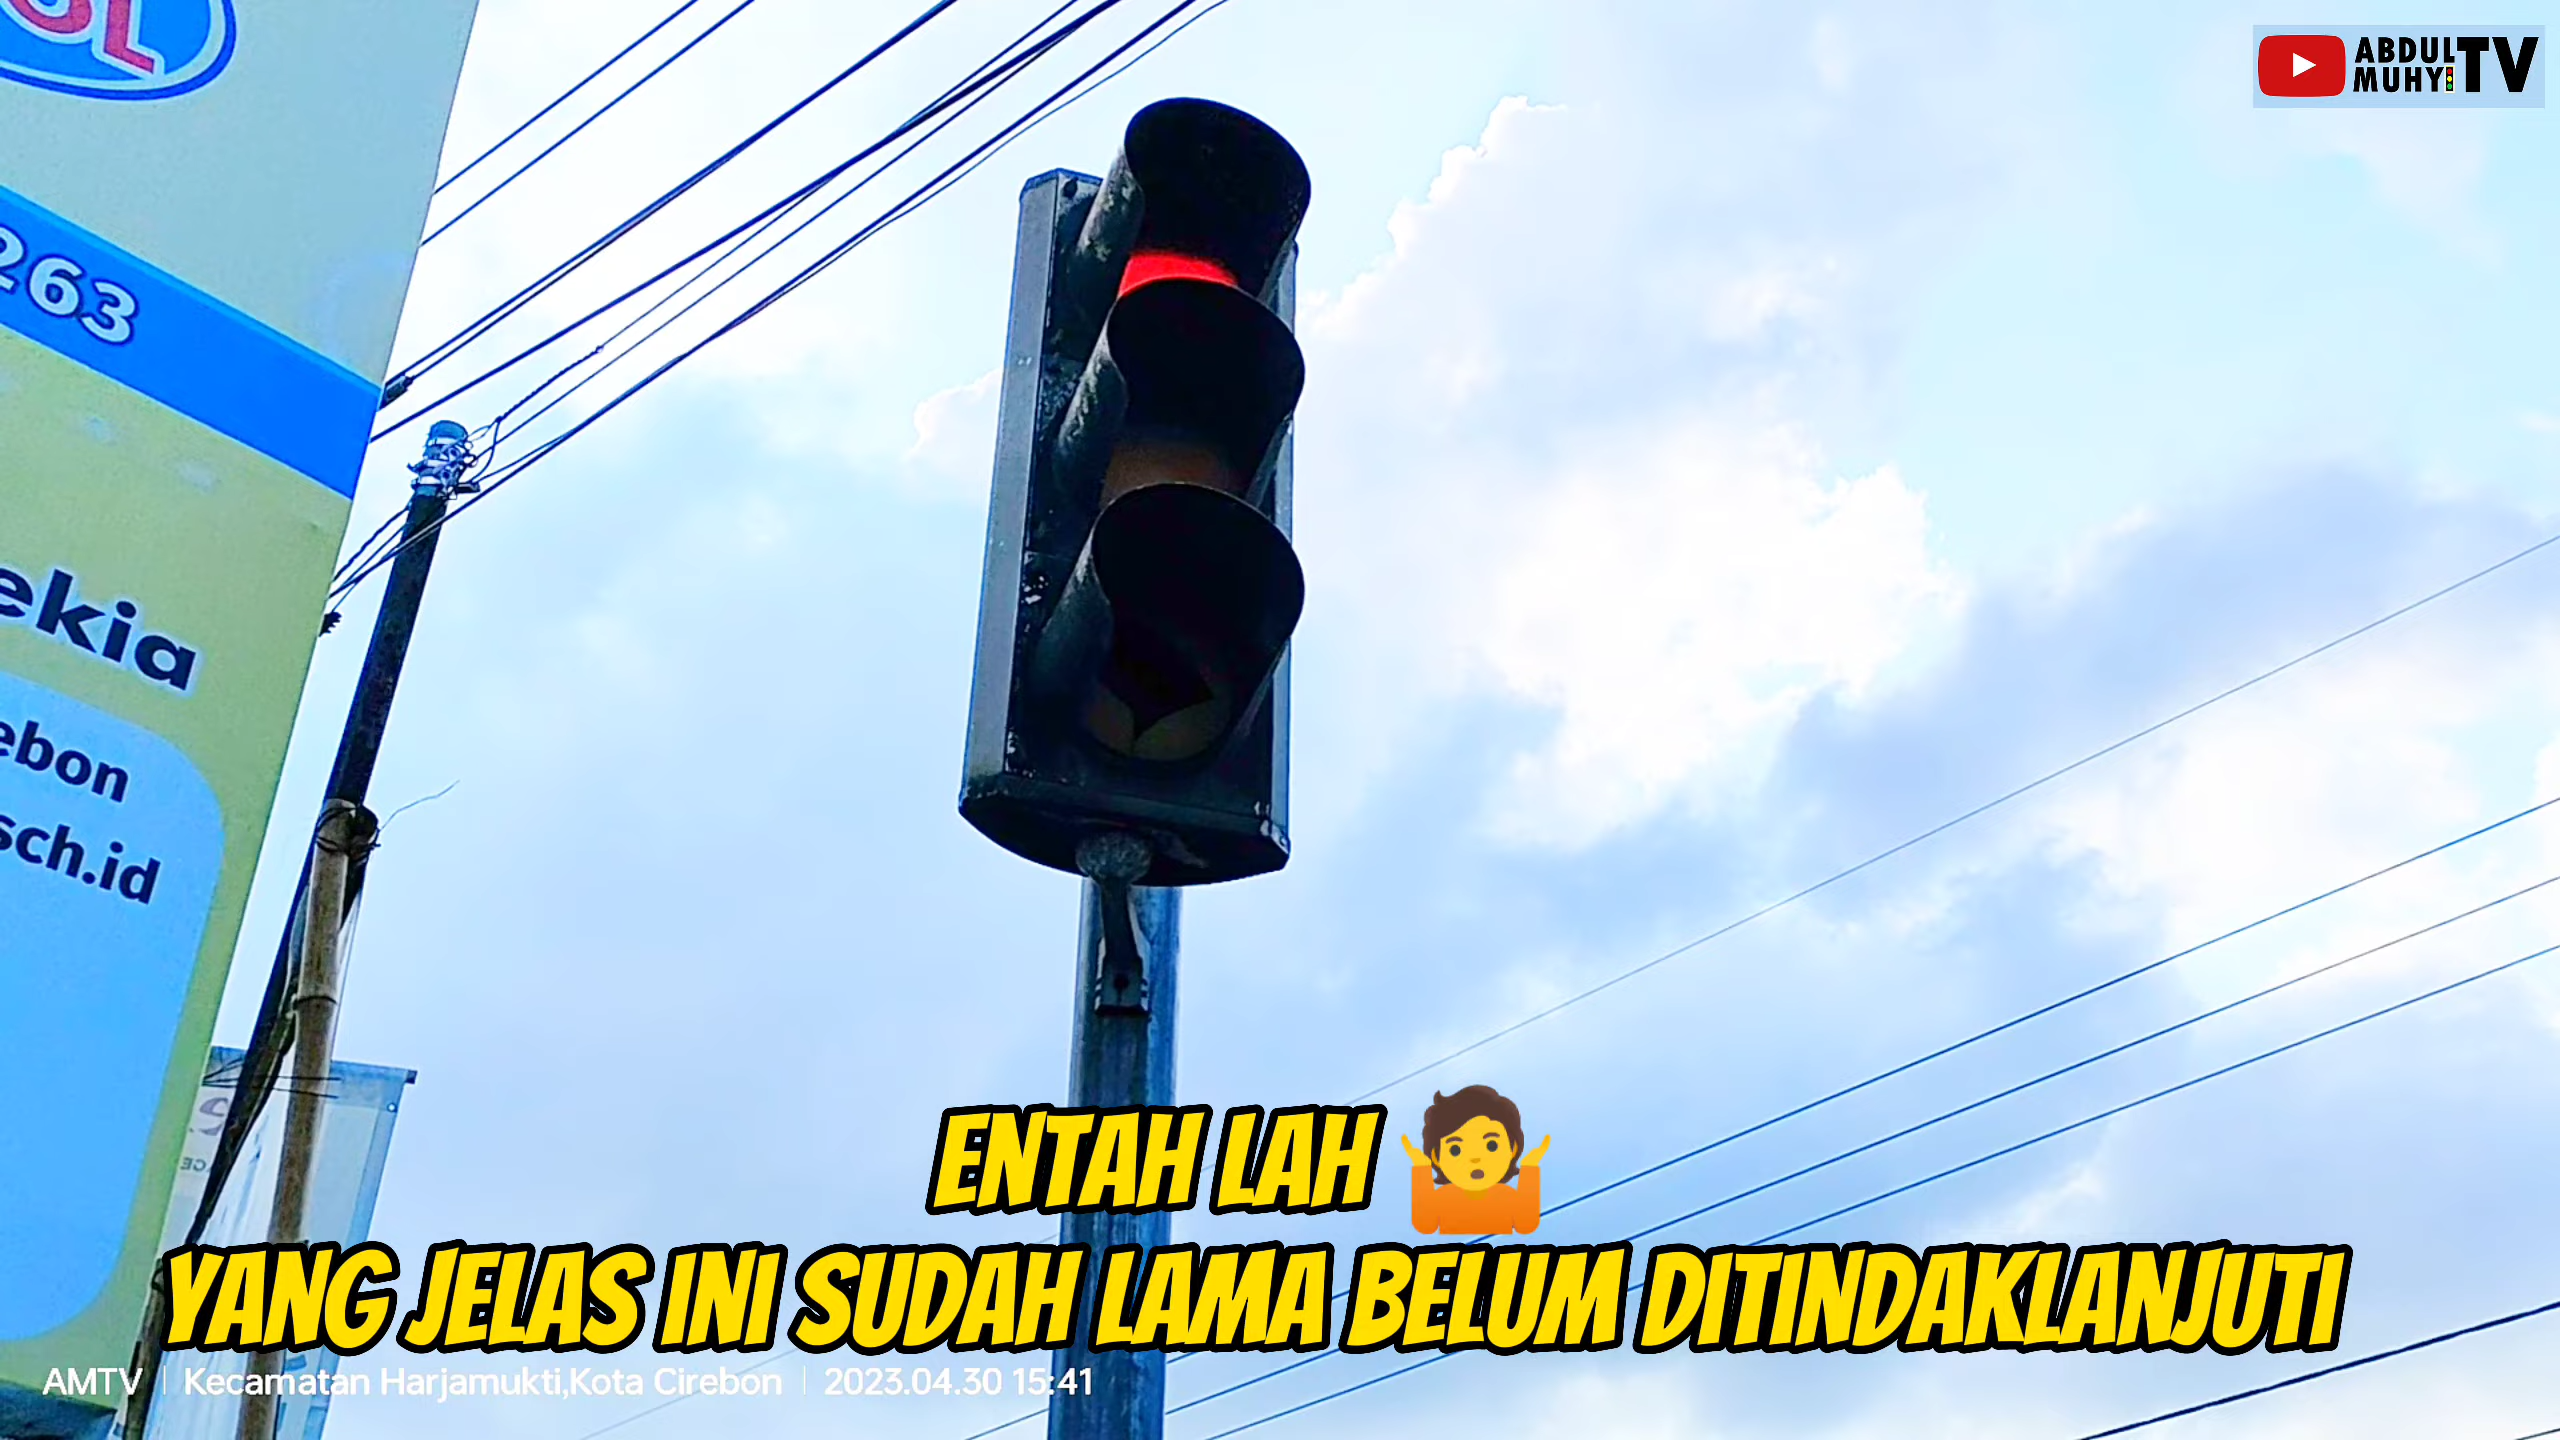 ABDUL
MUHYI TV
263
ekia
ebon
sch.id
ENTAH LAH 🤷
YANG JELAS INI SUDAH LAMA BELUM DITINDAKLANJUTI
AMTV | Kecamatan Harjamukti,Kota Cirebon | 2023.04.30 15:41